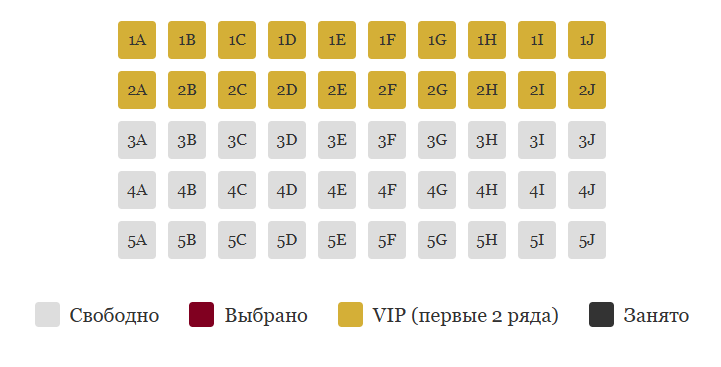 1A 1B 1C 1D 1E 1F 1G 1H 1I 1J
2A 2B 2C 2D 2E 2F 2G 2H 2I 2J
3A 3B 3C 3D 3E 3F 3G 3H 3I 3J
4A 4B 4C 4D 4E 4F 4G 4H 4I 4J
5A 5B 5C 5D 5E 5F 5G 5H 5I 5J
Свободно Выбрано VIP (первые 2 ряда) Занято